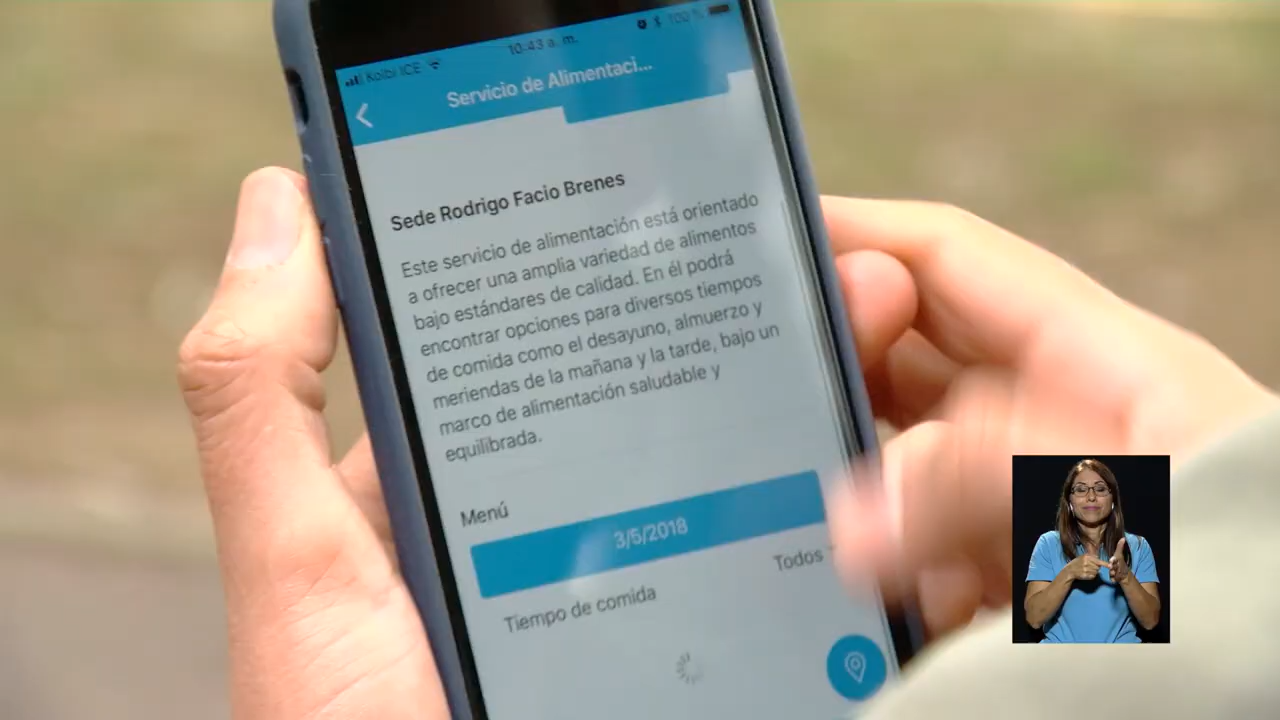 Kolbi ICE
10:43 a. m.
100 %
Servicio de Alimentaci...
Sede Rodrigo Facio Brenes
Este servicio de alimentación está orientado
a ofrecer una amplia variedad de alimentos
bajo estándares de calidad. En él podrá
encontrar opciones para diversos tiempos
de comida como el desayuno, almuerzo y
meriendas de la mañana y la tarde, bajo un
marco de alimentación saludable y
equilibrada.
Menú
3/5/2018
Tiempo de comida
Todos